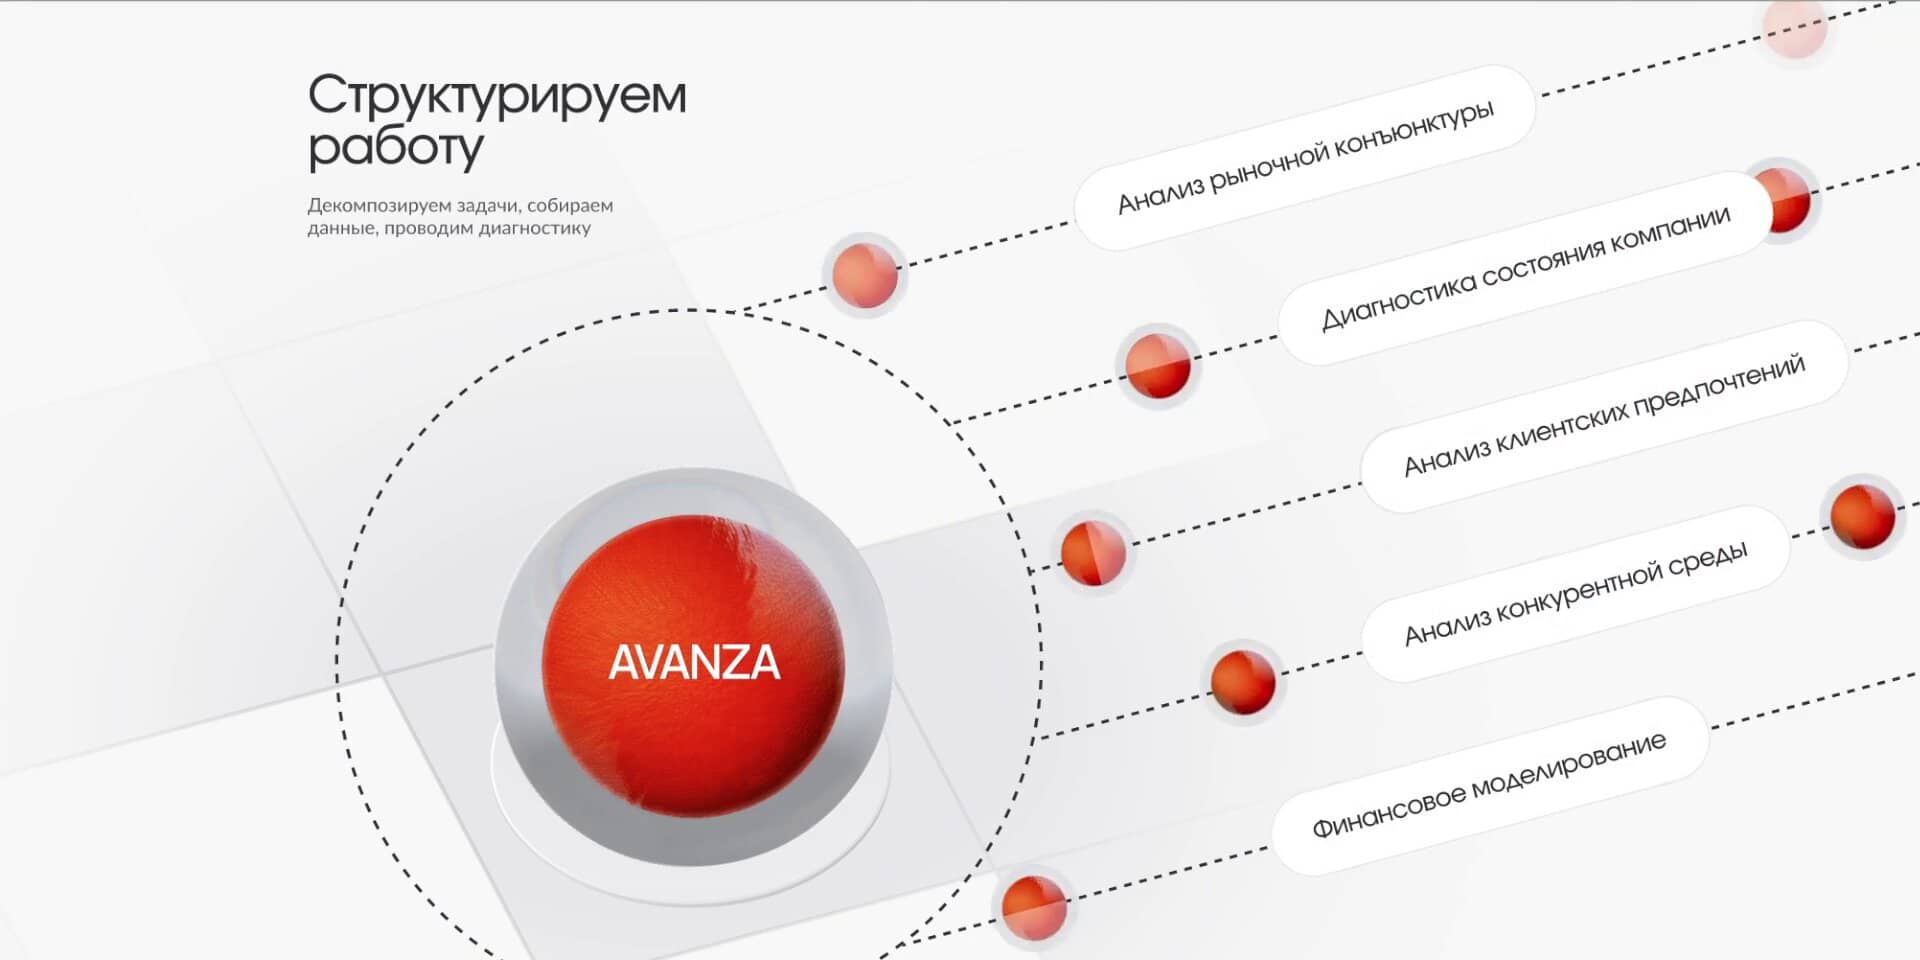 Структурируем
работу
Декомпозируем задачи, собираем
данные, проводим диагностику
Анализ рыночной конъюнктуры
Диагностика состояния компании
Анализ клиентских предпочтений
Анализ конкурентной среды
Финансовое моделирование
AVANZA